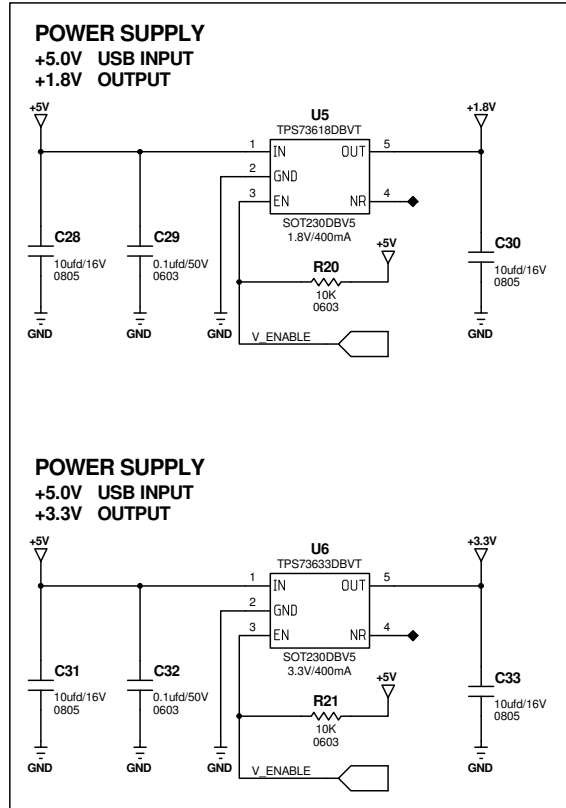 POWER SUPPLY
+5.0V USB INPUT
+1.8V OUTPUT
+5V
U5
TPS73618DBVT
+1.8V
1 IN OUT 5
2 GND
3 EN NR 4
SOT230DBV5
1.8V/400mA
+5V
C28
10ufd/16V
0805
C29
0.1ufd/50V
0603
R20
10K
0603
C30
10ufd/16V
0805
GND GND GND GND
V_ENABLE
POWER SUPPLY
+5.0V USB INPUT
+3.3V OUTPUT
+5V
U6
TPS73633DBVT
+3.3V
1 IN OUT 5
2 GND
3 EN NR 4
SOT230DBV5
3.3V/400mA
+5V
C31
10ufd/16V
0805
C32
0.1ufd/50V
0603
R21
10K
0603
C33
10ufd/16V
0805
GND GND GND GND
V_ENABLE